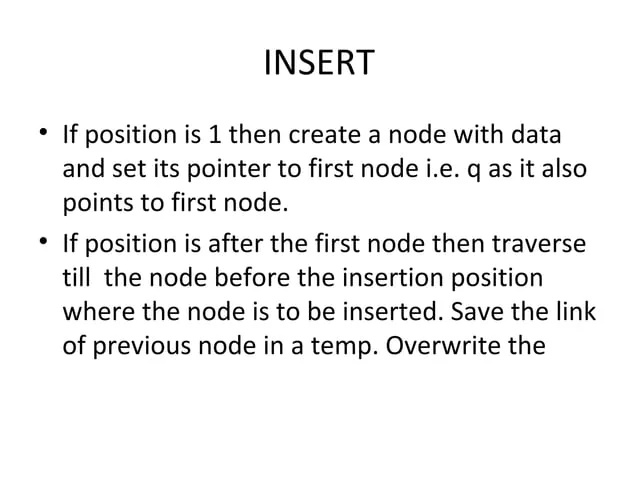 INSERT
• If position is 1 then create a node with data
and set its pointer to first node i.e. q as it also
points to first node.
• If position is after the first node then traverse
till  the node before the insertion position
where the node is to be inserted. Save the link
of previous node in a temp. Overwrite the